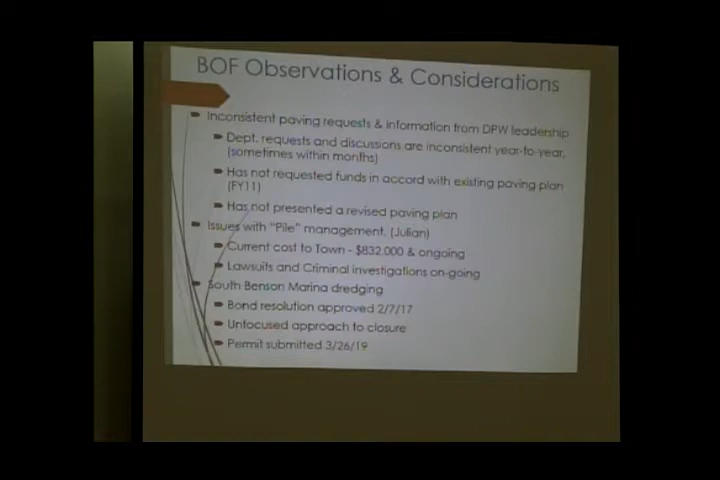 BOF Observations & Considerations
Inconsistent paving requests & information from DPW leadership
Dept. requests and discussions are inconsistent year-to-year,
(sometimes within months)
Has not requested funds in accord with existing paving plan
(FY11)
Has not presented a revised paving plan
Issues with "Pile" management. (Julian)
Current cost to Town - $832,000 & ongoing
Lawsuits and Criminal investigations on-going
South Benson Marina dredging
Bond resolution approved 2/7/17
Unfocused approach to closure
Permit submitted 3/26/19